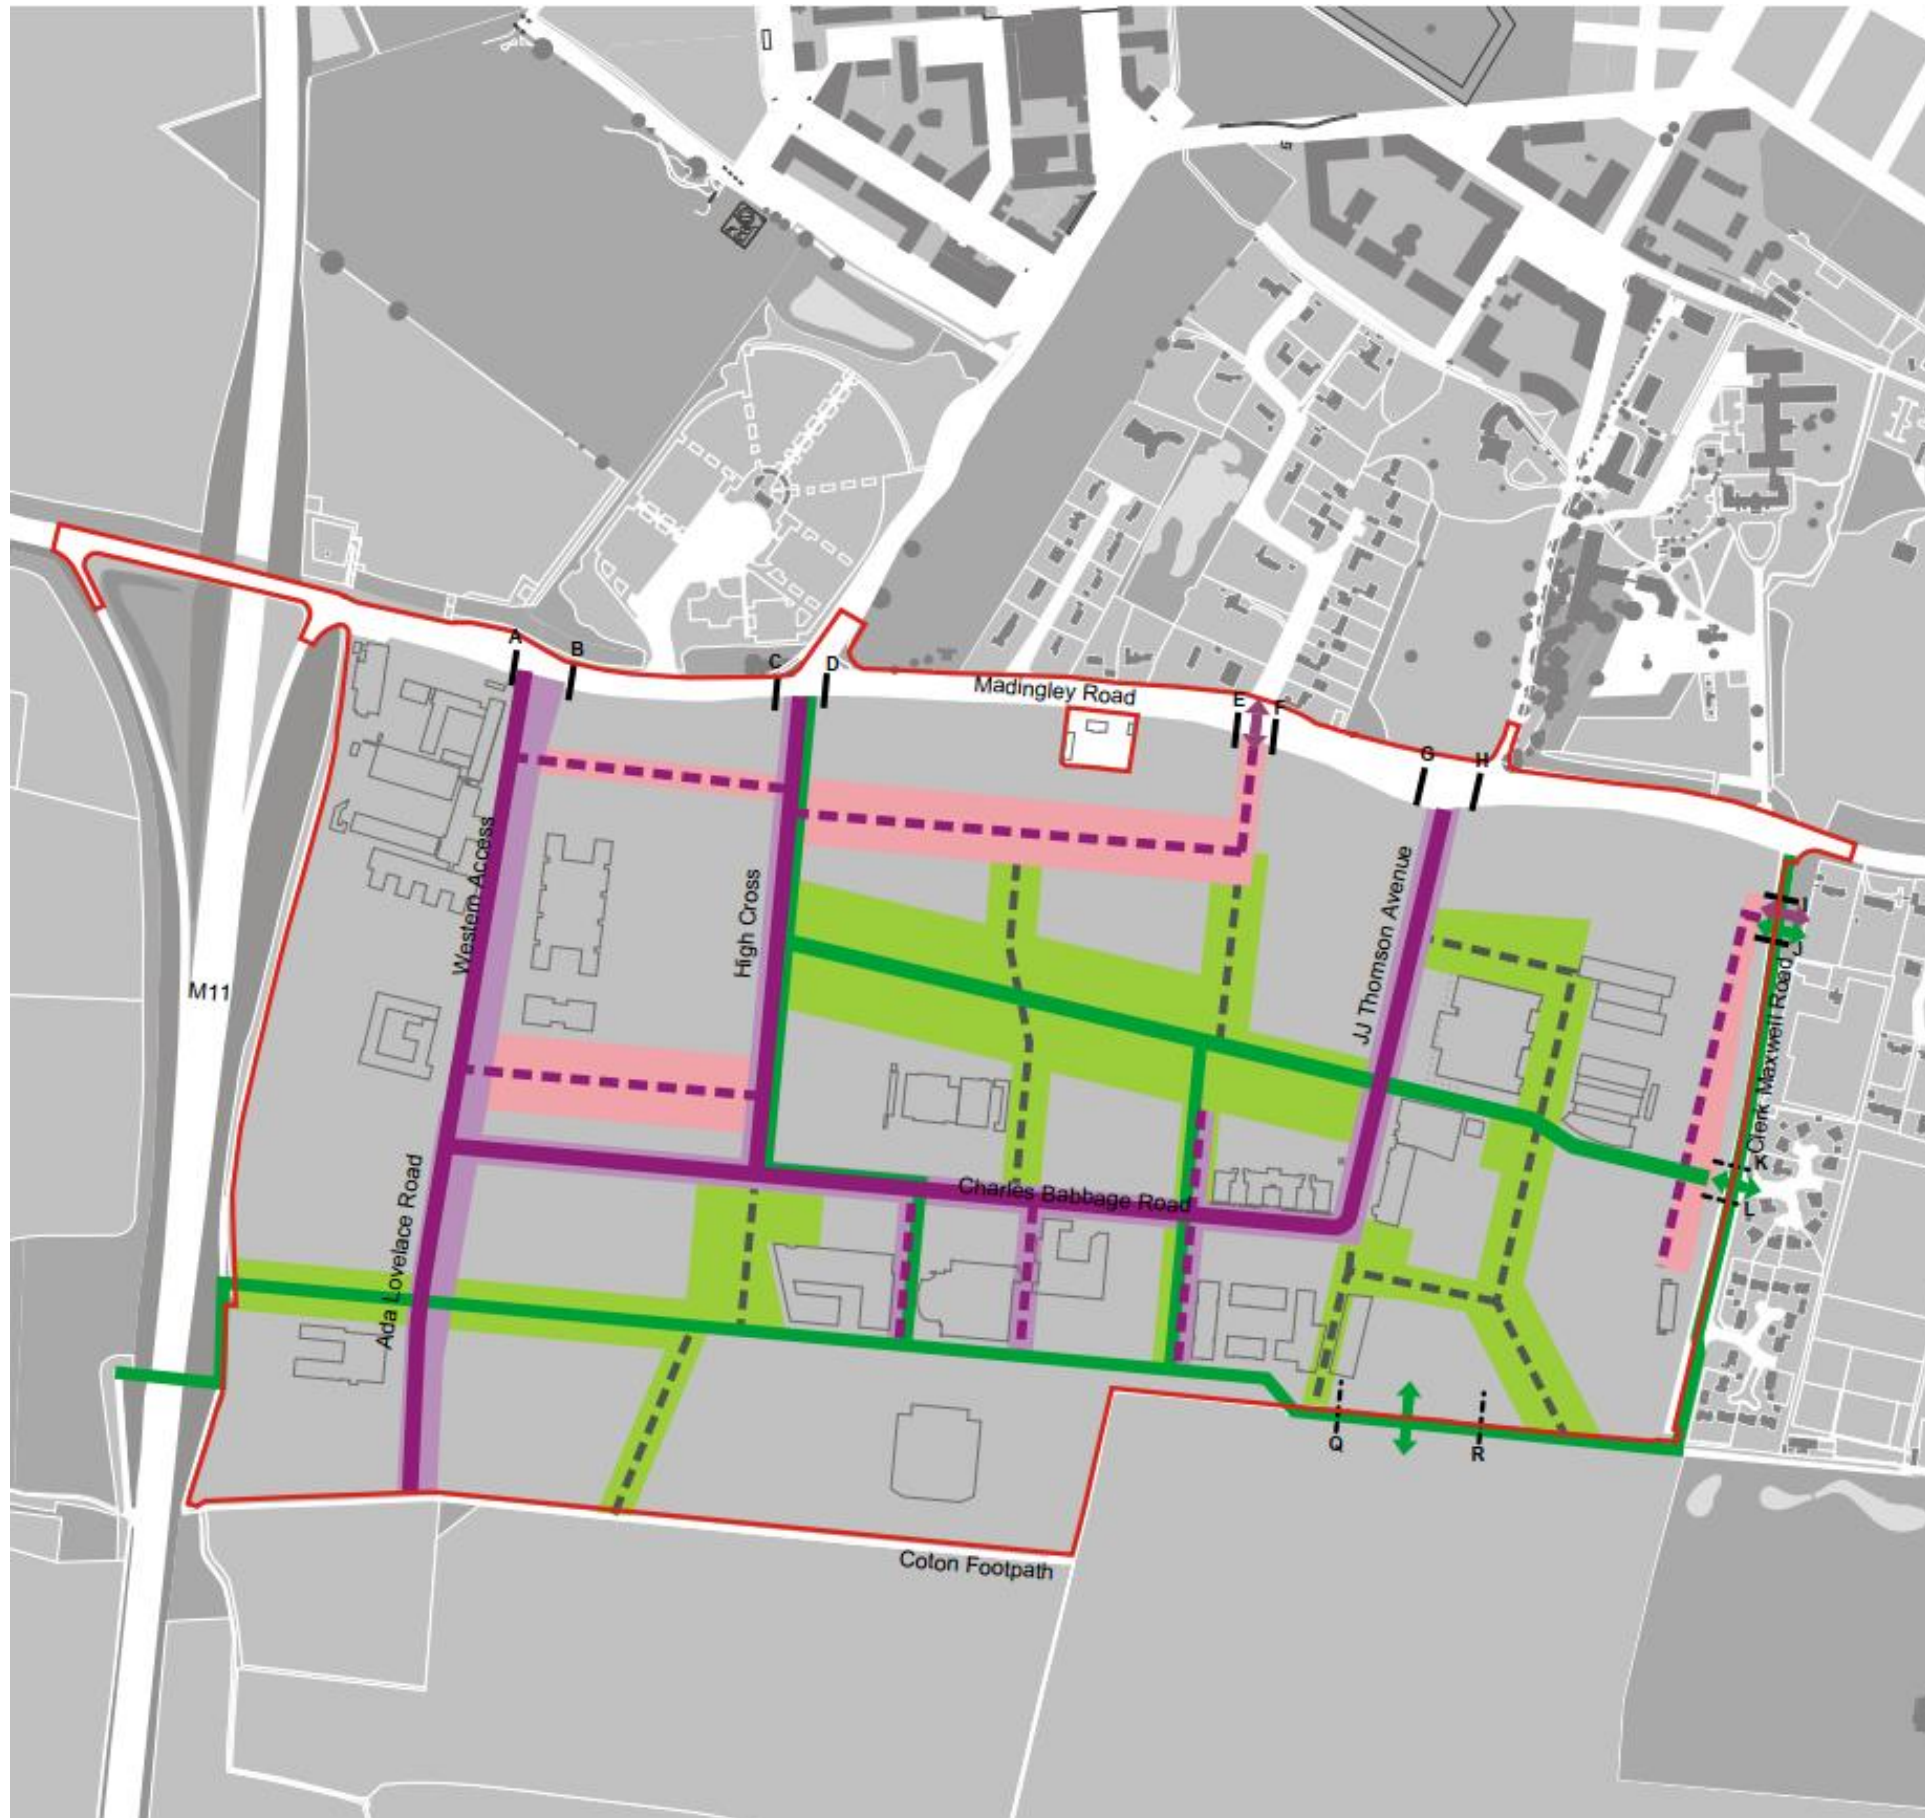 A
B
C
D
Madingley Road
E
F
G
H
Western Access
High Cross
JJ Thomson Avenue
I
J
M11
Clerk Maxwell Road
K
L
Charles Babbage Road
Ada Lovelace Road
Q
R
Coton Footpath